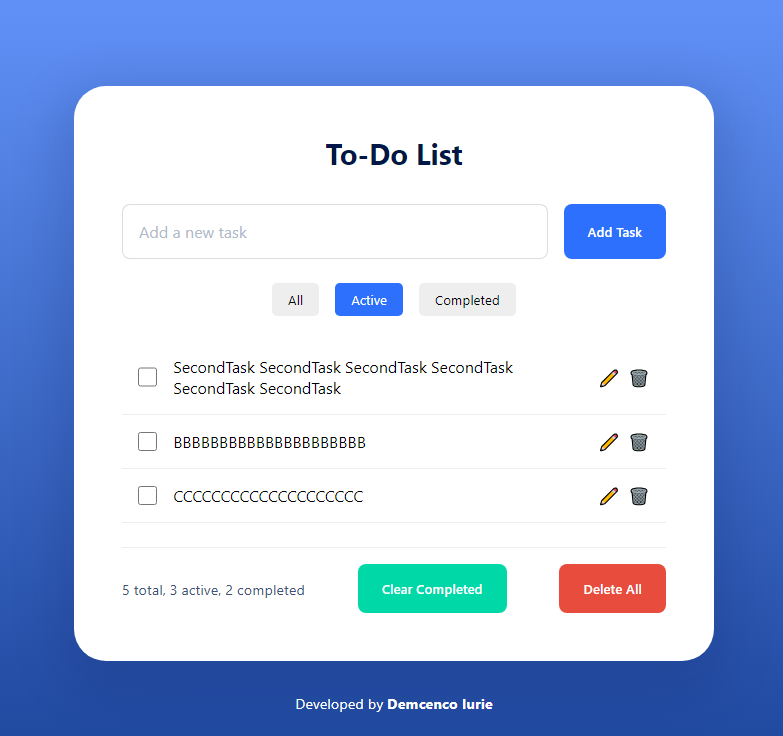 To-Do List
Add a new task
Add Task
All
Active
Completed
SecondTask SecondTask SecondTask SecondTask
SecondTask SecondTask
BBBBBBBBBBBBBBBBBBBBB
CCCCCCCCCCCCCCCCCCCC
5 total, 3 active, 2 completed
Clear Completed
Delete All
Developed by Demcenco Iurie